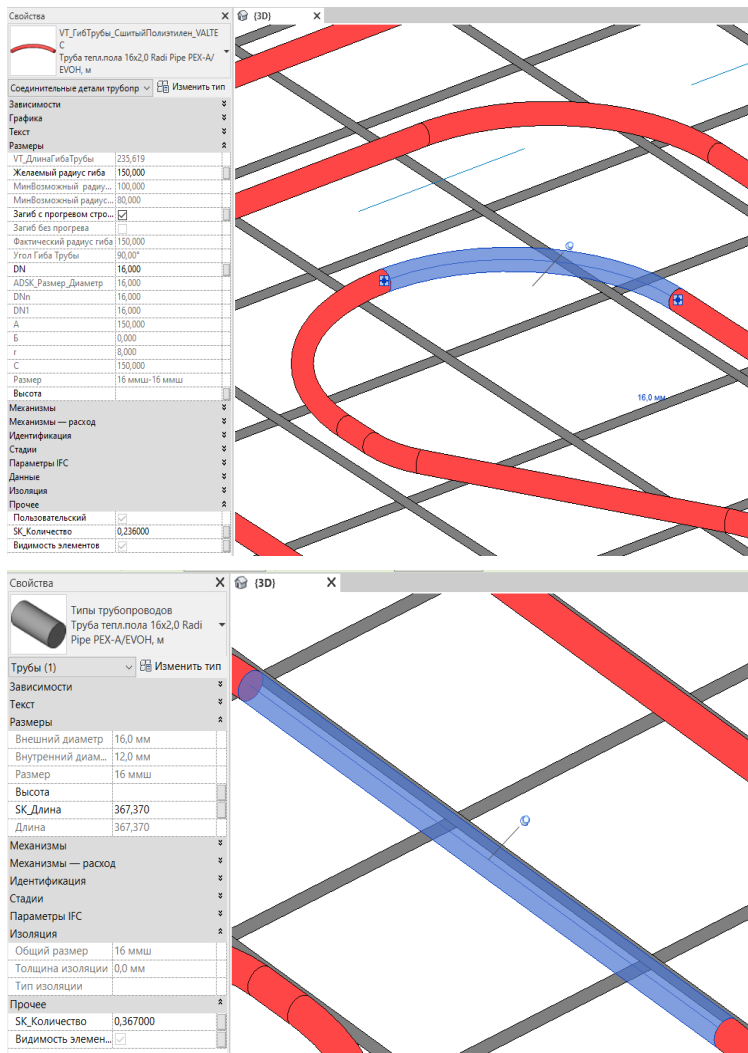 Свойства
{3D}
VT_ГибТрубы_СшитыйПолиэтилен_VALTE
C
Труба тепл.пола 16x2,0 Radi Pipe PEX-A/
EVOH, м
Соединительные детали трубопр
Изменить тип
Зависимости
Графика
Текст
Размеры
VT_ДлинаГибаТрубы 235,619
Желаемый радиус гиба 150,000
МинВозможный радиу... 100,000
МинВозможный радиус... 80,000
Загиб с прогревом стро...
Загиб без прогрева
Фактический радиус гиба 150,000
Угол Гиба Трубы 90,00°
DN 16,000
ADSK_Размер_Диаметр 16,000
DNn 16,000
DN1 16,000
А 150,000
Б 0,000
r 8,000
С 150,000
Размер 16 ммш-16 ммш
Высота
Механизмы
Механизмы — расход
Идентификация
Стадии
Параметры IFC
Данные
Изоляция
Прочее
Пользовательский
SK_Количество 0,236000
Видимость элементов
16,0 мм
Свойства
{3D}
Типы трубопроводов
Труба тепл.пола 16x2,0 Radi
Pipe PEX-A/EVOH, м
Трубы (1)
Изменить тип
Зависимости
Текст
Размеры
Внешний диаметр 16,0 мм
Внутренний диам... 12,0 мм
Размер 16 ммш
Высота
SK_Длина 367,370
Длина 367,370
Механизмы
Механизмы — расход
Идентификация
Стадии
Параметры IFC
Изоляция
Общий размер 16 ммш
Толщина изоляции 0,0 мм
Тип изоляции
Прочее
SK_Количество 0,367000
Видимость элемен...